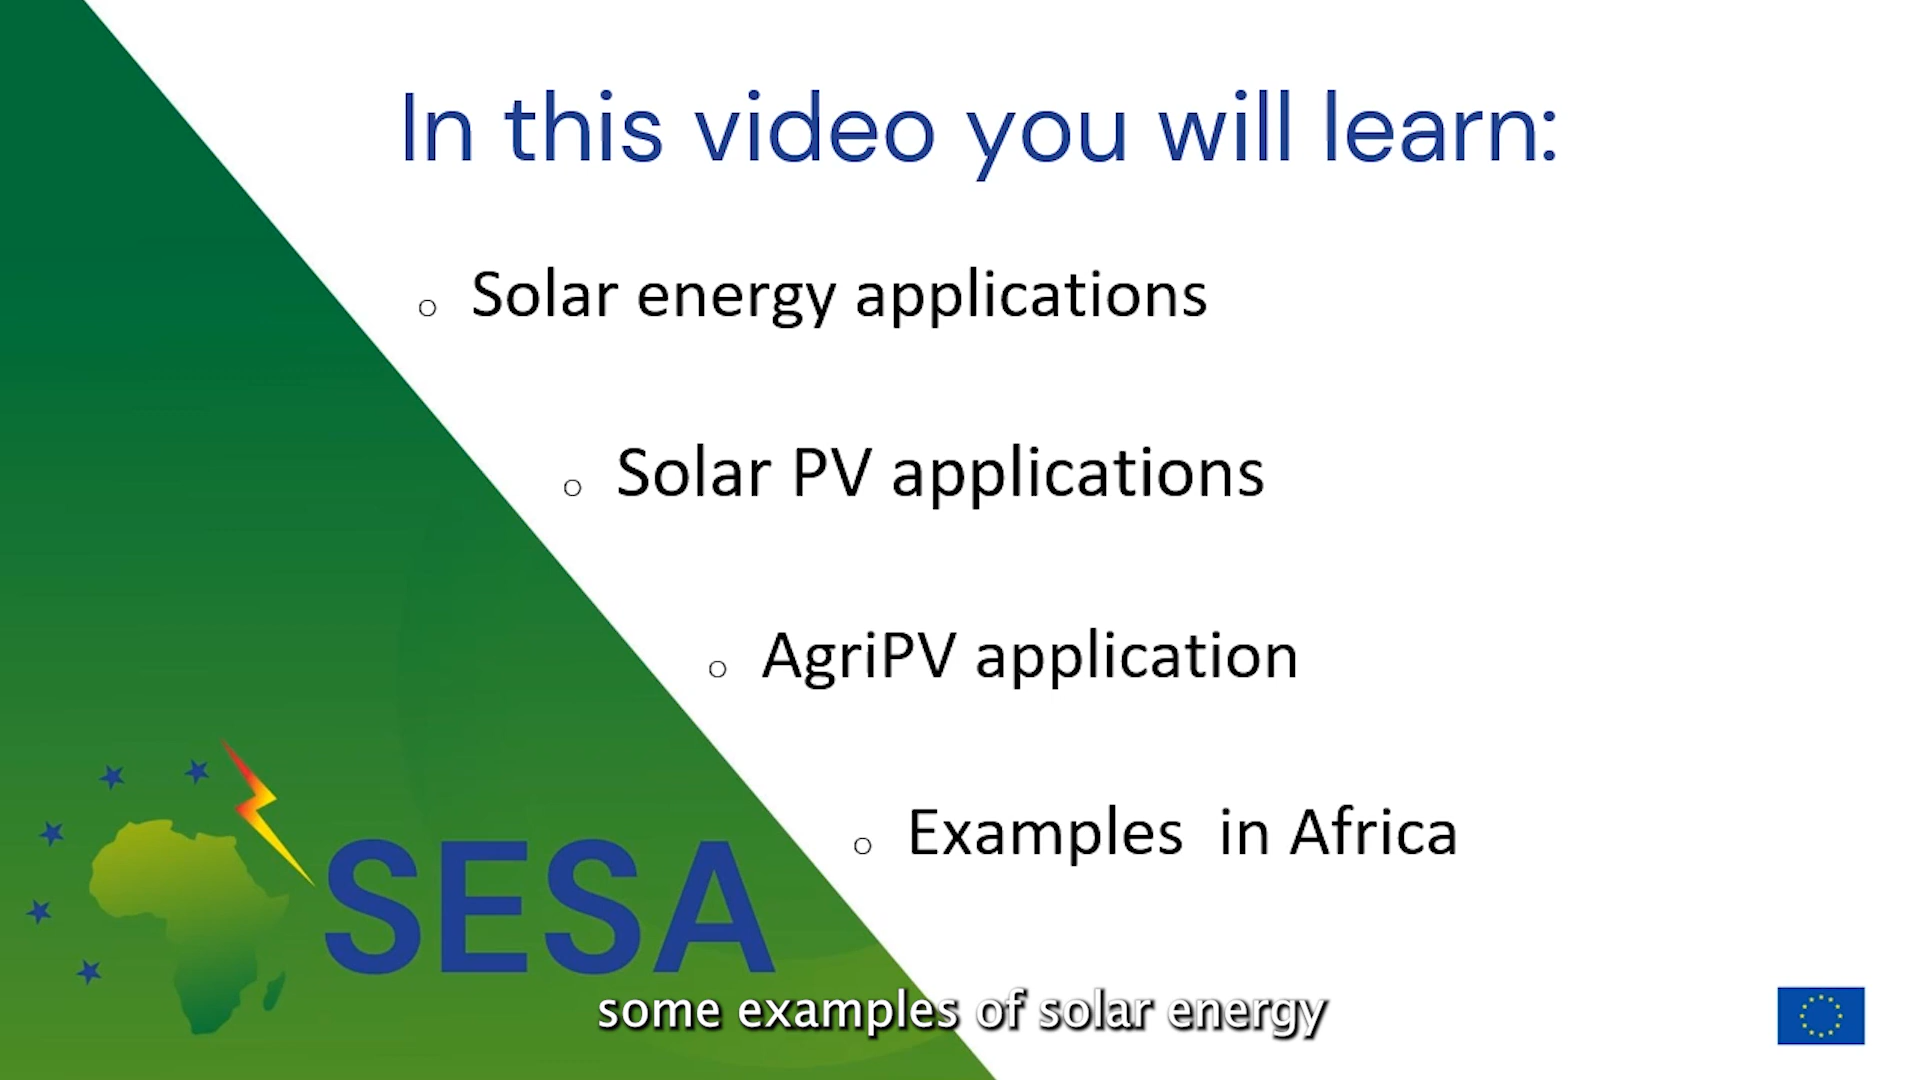 In this video you will learn:
Solar energy applications
Solar PV applications
AgriPV application
Examples in Africa
SESA
some examples of solar energy